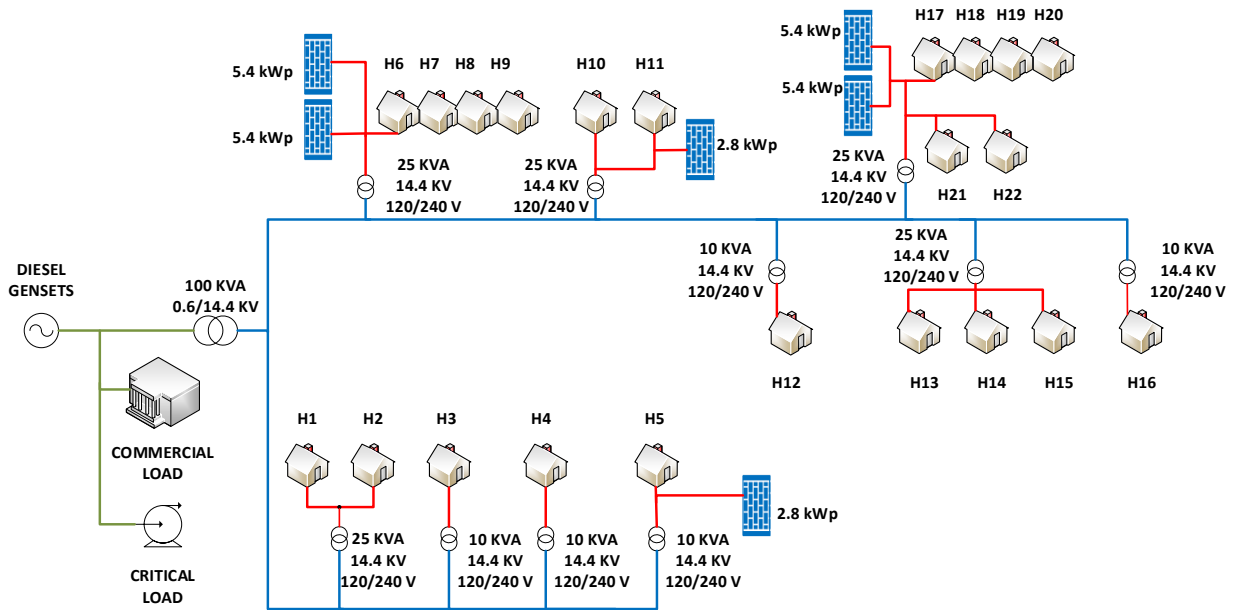 H17 H18 H19 H20
5.4 kWp
5.4 kWp
H6 H7 H8 H9
H10 H11
5.4 kWp
5.4 kWp
2.8 kWp
25 KVA
14.4 KV
120/240 V
25 KVA
14.4 KV
120/240 V
25 KVA
14.4 KV
120/240 V
H21 H22
DIESEL
GENSETS
100 KVA
0.6/14.4 KV
10 KVA
14.4 KV
120/240 V
25 KVA
14.4 KV
120/240 V
10 KVA
14.4 KV
120/240 V
H12
H13 H14 H15
H16
COMMERCIAL
LOAD
H1 H2 H3 H4 H5
2.8 kWp
25 KVA
14.4 KV
120/240 V
10 KVA
14.4 KV
120/240 V
10 KVA
14.4 KV
120/240 V
10 KVA
14.4 KV
120/240 V
CRITICAL
LOAD